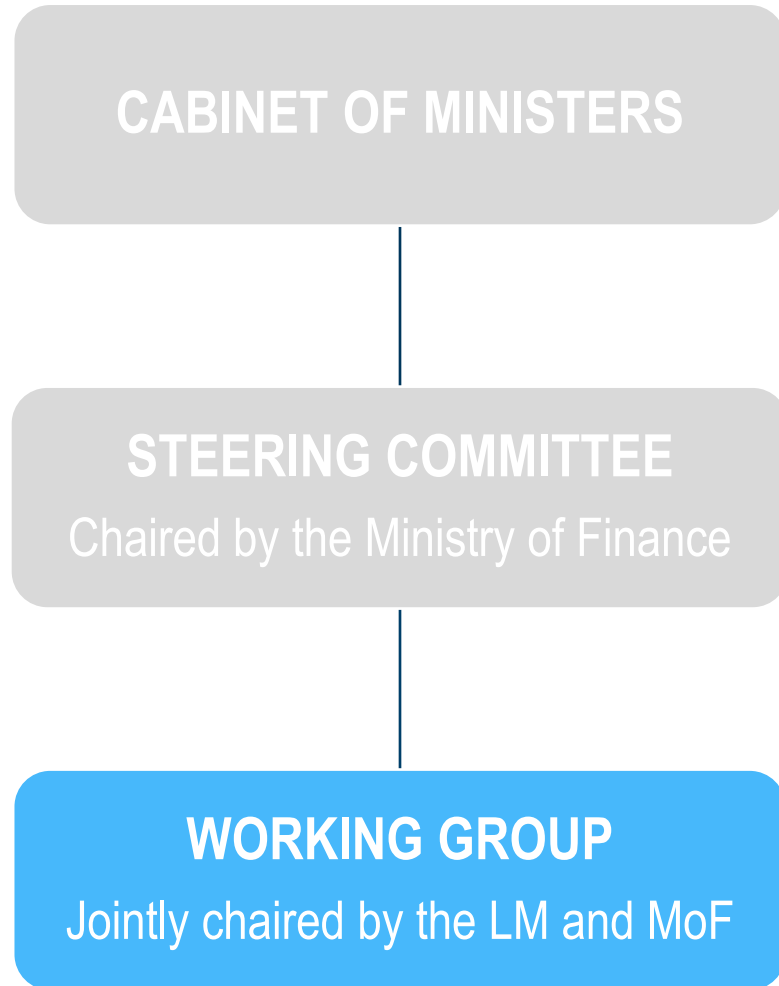 CABINET OF MINISTERS
STEERING COMMITTEE
Chaired by the Ministry of Finance
WORKING GROUP
Jointly chaired by the LM and MoF